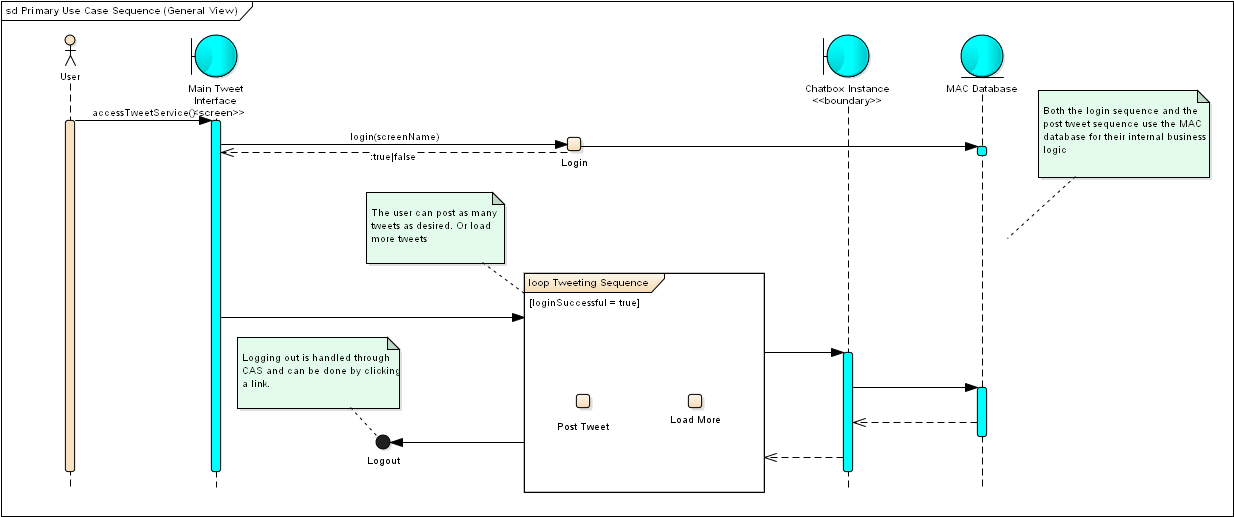 sd Primary Use Case Sequence (General View)
User
Main Tweet
Interface
<<screen>>
Chatbox Instance
<<boundary>>
MAC Database
accessTweetService()
login(screenName)
:true|false
Login
Both the login sequence and the
post tweet sequence use the MAC
database for their internal business
logic
The user can post as many
tweets as desired. Or load
more tweets
loop Tweeting Sequence
[loginSuccessful = true]
Logging out is handled through
CAS and can be done by clicking
a link.
Post Tweet
Load More
Logout